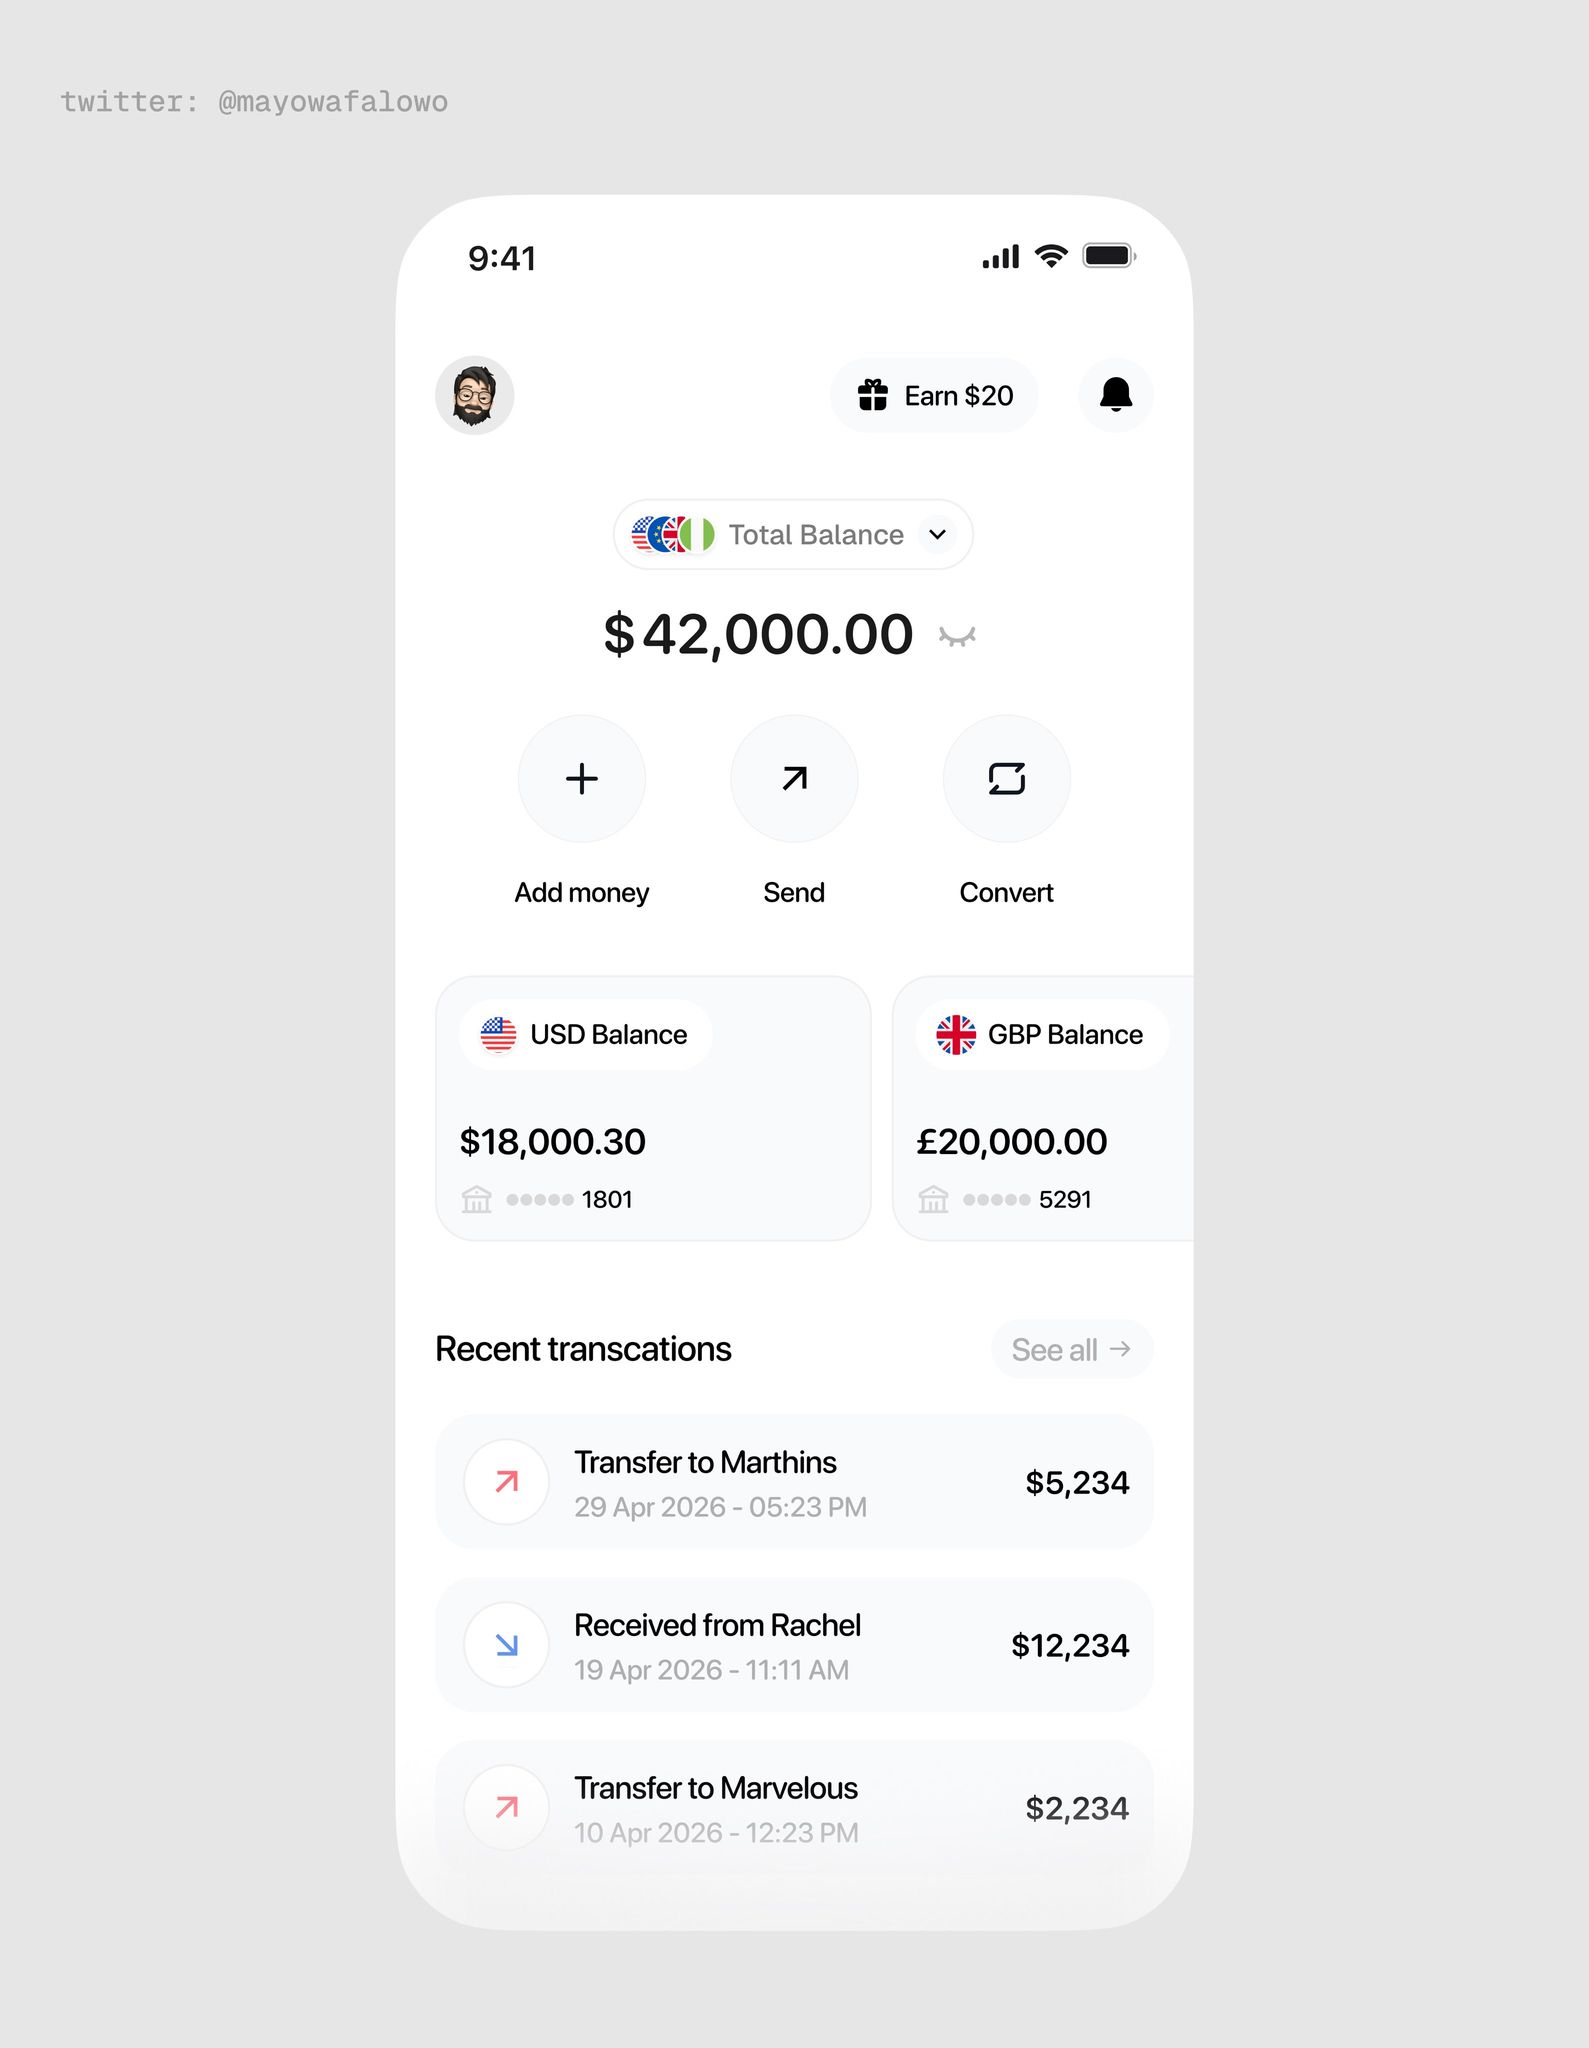 twitter: @mayowafalowo
9:41
Earn $20
Total Balance
$42,000.00
Add money
Send
Convert
USD Balance
GBP Balance
$18,000.30
£20,000.00
1801
5291
Recent transcations
See all →
Transfer to Marthins
29 Apr 2026 - 05:23 PM
$5,234
Received from Rachel
19 Apr 2026 - 11:11 AM
$12,234
Transfer to Marvelous
10 Apr 2026 - 12:23 PM
$2,234